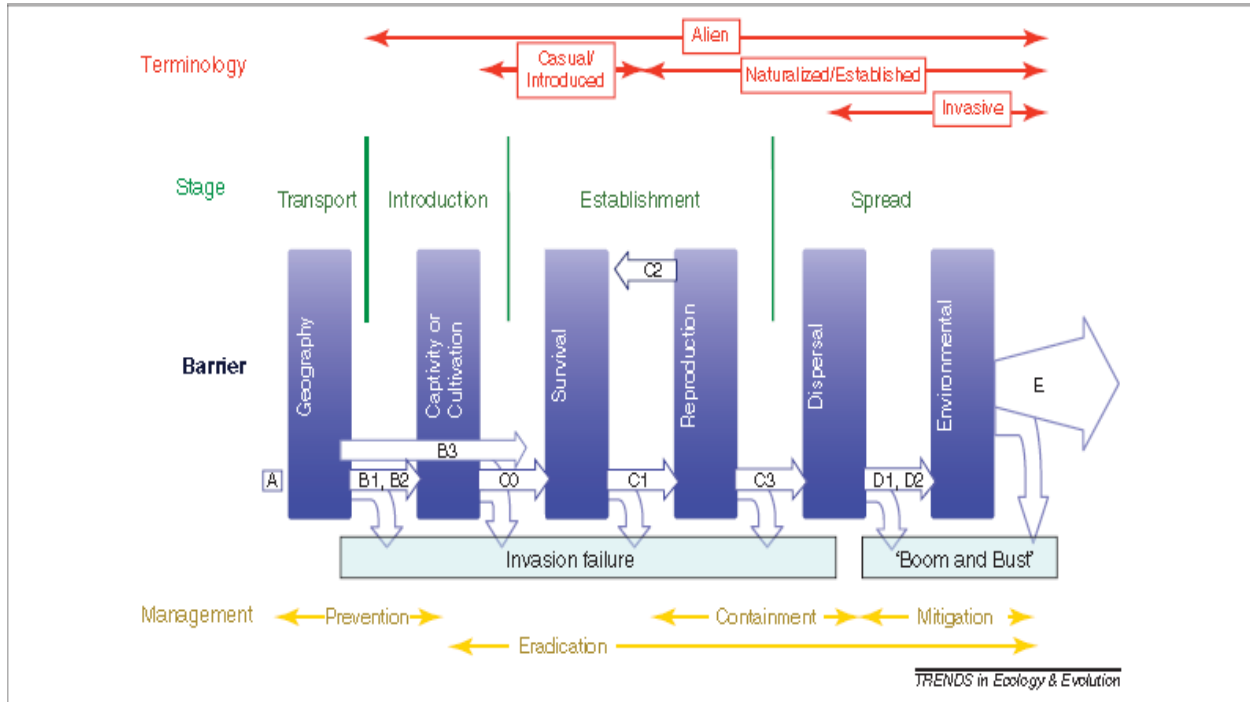 Alien
Terminology
Casual/
Introduced
Naturalized/Established
Invasive
Stage
Transport
Introduction
Establishment
Spread
C2
Barrier
Geography
Captivity or
Cultivation
Survival
Reproduction
Dispersal
Environmental
E
B3
A
B1, B2
C0
C1
C3
D1, D2
Invasion failure
'Boom and Bust'
Management
Prevention
Containment
Mitigation
Eradication
TRENDS in Ecology & Evolution